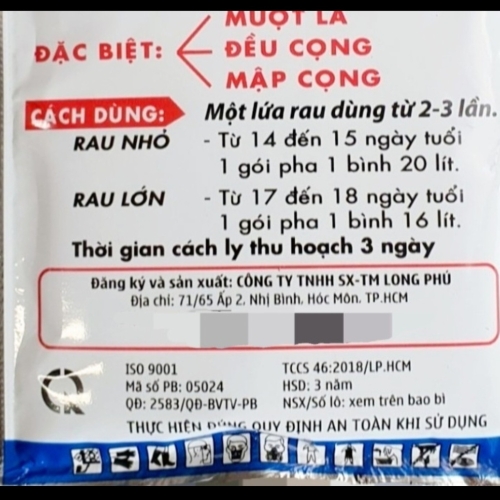 MƯỢT LÁ
ĐẶC BIỆT: ĐỀU CỌNG
MẬP CỌNG
CÁCH DÙNG: Một lứa rau dùng từ 2-3 lần.
RAU NHỎ - Từ 14 đến 15 ngày tuổi
1 gói pha 1 bình 20 lít.
RAU LỚN - Từ 17 đến 18 ngày tuổi
1 gói pha 1 bình 16 lít.
Thời gian cách ly thu hoạch 3 ngày
Đăng ký và sản xuất: CÔNG TY TNHH SX-TM LONG PHÚ
Địa chỉ: 71/65 Ấp 2, Nhị Bình, Hóc Môn, TP.HCM
ISO 9001 TCCS 46:2018/LP.HCM
Mã số PB: 05024 HSD: 3 năm
QĐ: 2583/QĐ-BVTV-PB NSX/Số lô: xem trên bao bì
THỰC HIỆN ĐÚNG QUY ĐỊNH AN TOÀN KHI SỬ DỤNG